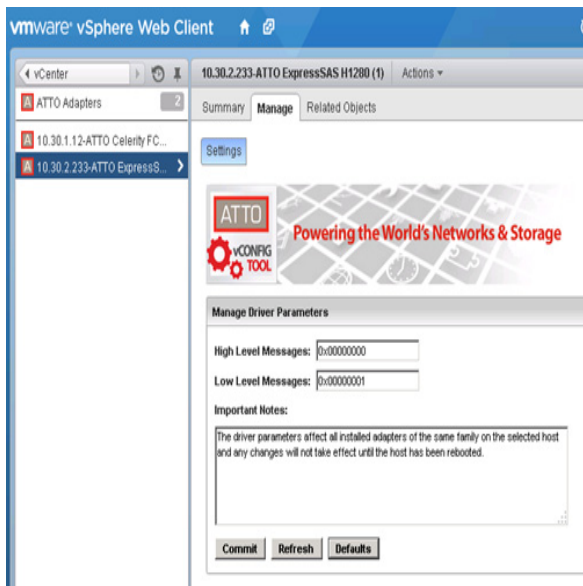 vmware® vSphere Web Client
vCenter
ATTO Adapters 2
10.30.1.12-ATTO Celerity FC...
10.30.2.233-ATTO ExpressS...
10.30.2.233-ATTO ExpressSAS H1280 (1) Actions
Summary Manage Related Objects
Settings
ATTO
vCONFIG
TOOL
Powering the World's Networks & Storage
Manage Driver Parameters
High Level Messages: 0x00000000
Low Level Messages: 0x00000001
Important Notes:
The driver parameters affect all installed adapters of the same family on the selected host
and any changes will not take effect until the host has been rebooted.
Commit Refresh Defaults